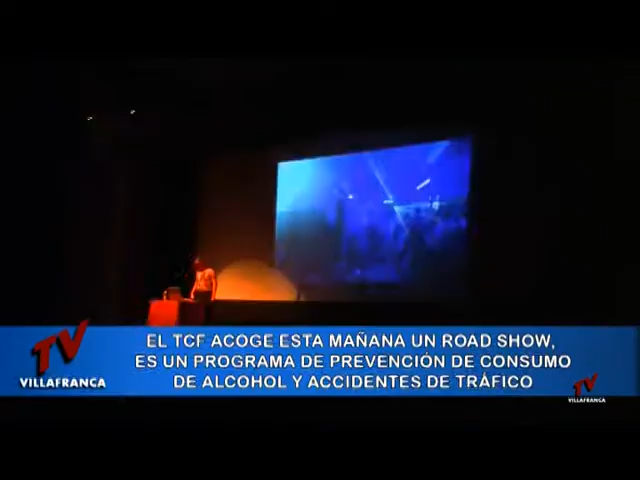 EL TCF ACOGE ESTA MAÑANA UN ROAD SHOW,
ES UN PROGRAMA DE PREVENCIÓN DE CONSUMO
DE ALCOHOL Y ACCIDENTES DE TRÁFICO
TV
VILLAFRANCA
TV
VILLAFRANCA